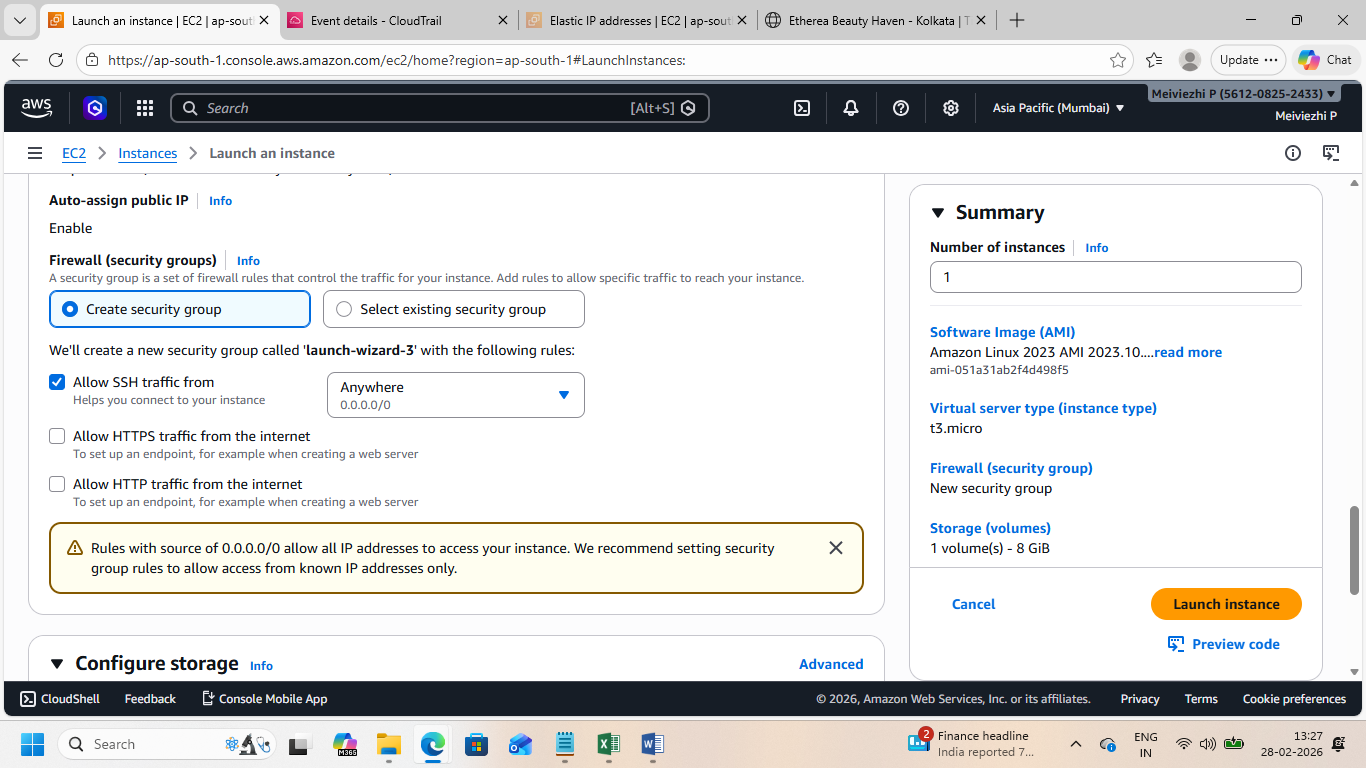 Launch an instance | EC2 | ap-sout
Event details - CloudTrail
Elastic IP addresses | EC2 | ap-sout
Etherea Beauty Haven - Kolkata | T
https://ap-south-1.console.aws.amazon.com/ec2/home?region=ap-south-1#LaunchInstances:
Update
Chat
aws
Search
[Alt+S]
Asia Pacific (Mumbai)
Meiviezhi P (5612-0825-2433)
Meiviezhi P
EC2
Instances
Launch an instance
Auto-assign public IP
Info
Enable
Firewall (security groups)
Info
A security group is a set of firewall rules that control the traffic for your instance. Add rules to allow specific traffic to reach your instance.
Create security group
Select existing security group
We'll create a new security group called 'launch-wizard-3' with the following rules:
Allow SSH traffic from
Helps you connect to your instance
Anywhere
0.0.0.0/0
Allow HTTPS traffic from the internet
To set up an endpoint, for example when creating a web server
Allow HTTP traffic from the internet
To set up an endpoint, for example when creating a web server
Rules with source of 0.0.0.0/0 allow all IP addresses to access your instance. We recommend setting security
group rules to allow access from known IP addresses only.
Configure storage
Info
Advanced
Summary
Number of instances
Info
1
Software Image (AMI)
Amazon Linux 2023 AMI 2023.10....read more
ami-051a31ab2f4d498f5
Virtual server type (instance type)
t3.micro
Firewall (security group)
New security group
Storage (volumes)
1 volume(s) - 8 GiB
Cancel
Launch instance
Preview code
CloudShell
Feedback
Console Mobile App
© 2026, Amazon Web Services, Inc. or its affiliates.
Privacy
Terms
Cookie preferences
Search
M365
2
Finance headline
India reported 7...
ENG
IN
13:27
28-02-2026